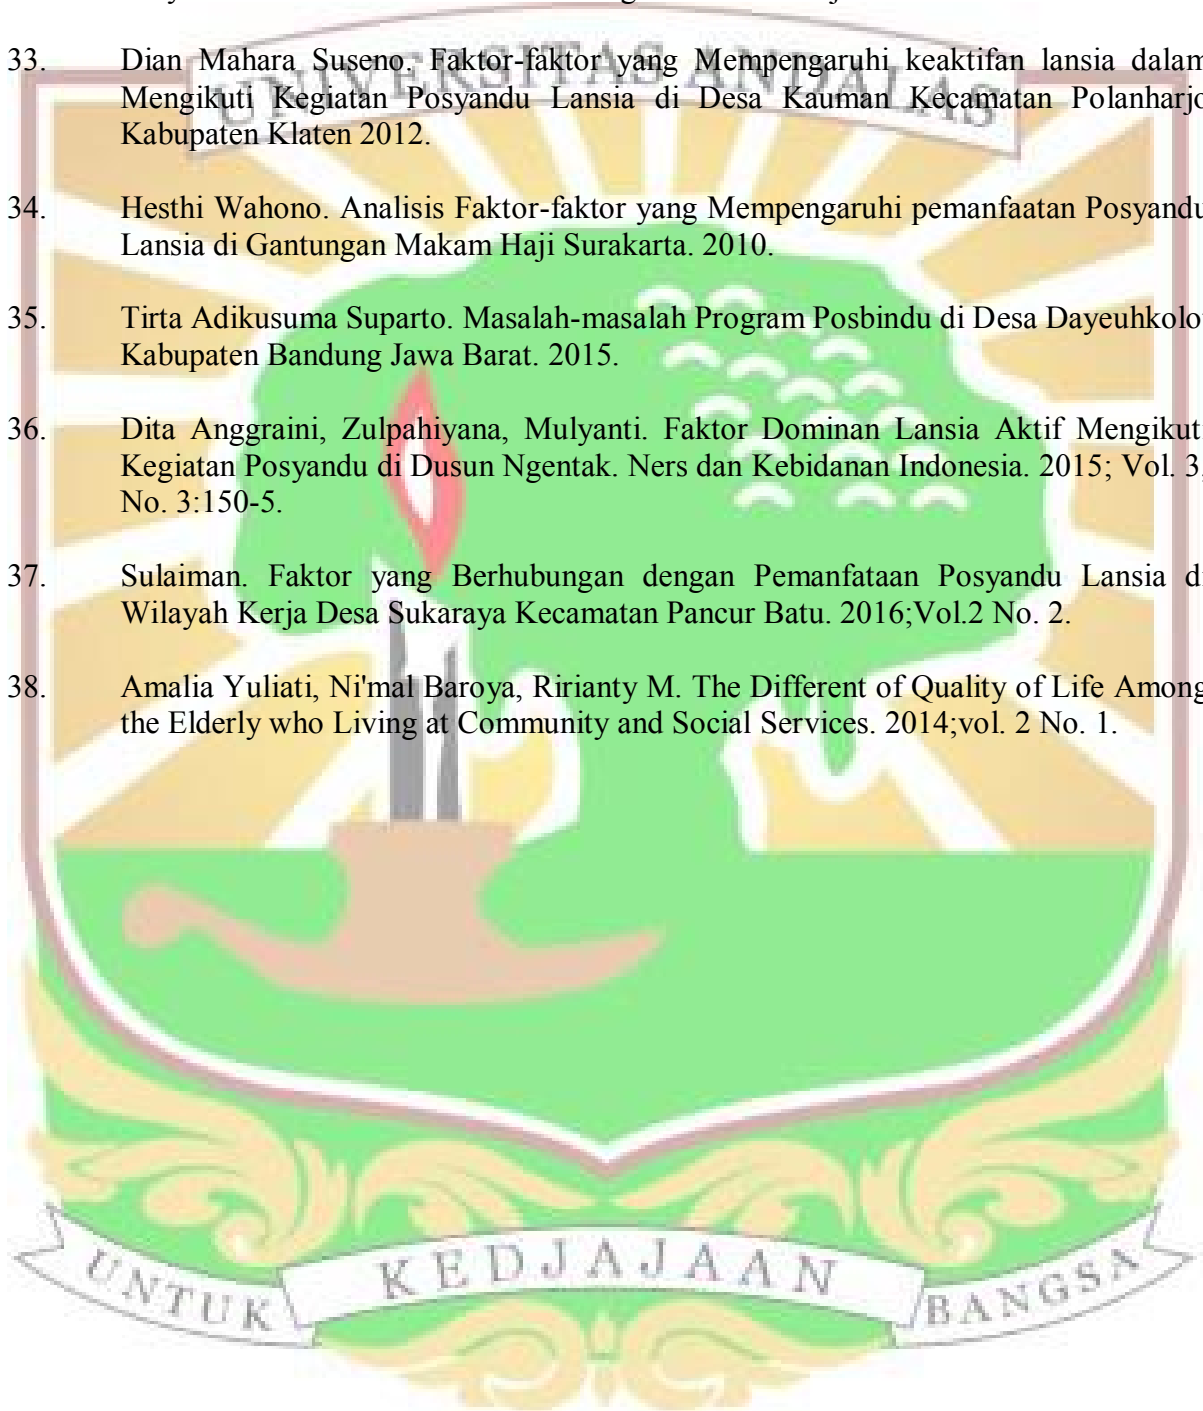 33. Dian Mahara Suseno. Faktor-faktor yang Mempengaruhi keaktifan lansia dalam
Mengikuti Kegiatan Posyandu Lansia di Desa Kauman Kecamatan Polanharjo
Kabupaten Klaten 2012.
34. Hesthi Wahono. Analisis Faktor-faktor yang Mempengaruhi pemanfaatan Posyandu
Lansia di Gantungan Makam Haji Surakarta. 2010.
35. Tirta Adikusuma Suparto. Masalah-masalah Program Posbindu di Desa Dayeuhkolot
Kabupaten Bandung Jawa Barat. 2015.
36. Dita Anggraini, Zulpahiyana, Mulyanti. Faktor Dominan Lansia Aktif Mengikuti
Kegiatan Posyandu di Dusun Ngentak. Ners dan Kebidanan Indonesia. 2015; Vol. 3,
No. 3:150-5.
37. Sulaiman. Faktor yang Berhubungan dengan Pemanfataan Posyandu Lansia di
Wilayah Kerja Desa Sukaraya Kecamatan Pancur Batu. 2016;Vol.2 No. 2.
38. Amalia Yuliati, Ni'mal Baroya, Ririanty M. The Different of Quality of Life Among
the Elderly who Living at Community and Social Services. 2014;vol. 2 No. 1.
UNIVERSITAS ANDALAS
UNTUK KEDJAJAAN BANGSA